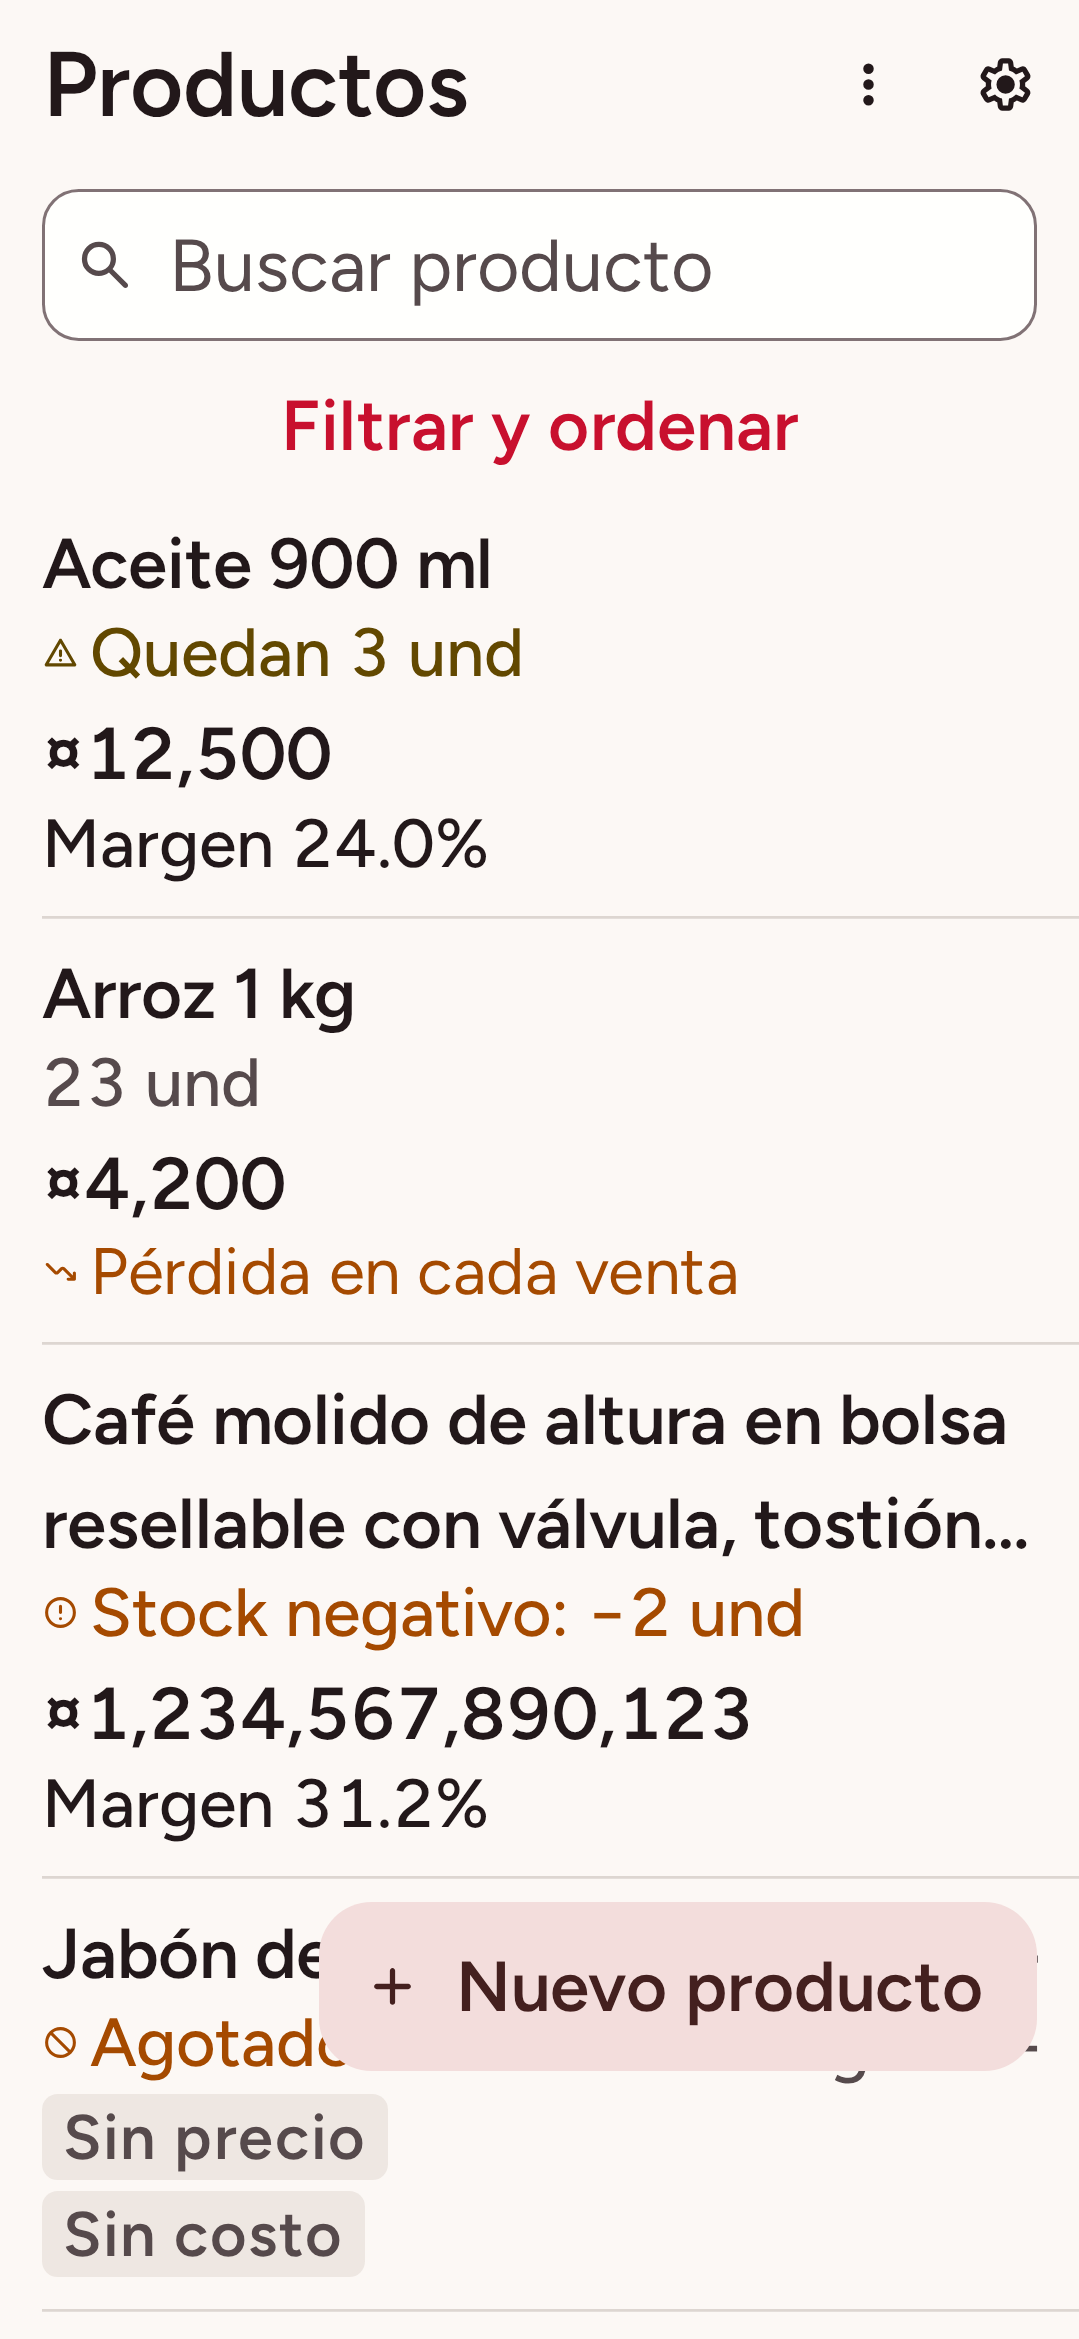 Productos
Buscar producto
Filtrar y ordenar
Aceite 900 ml
Quedan 3 und
¤12,500
Margen 24.0%
Arroz 1 kg
23 und
¤4,200
Pérdida en cada venta
Café molido de altura en bolsa
resellable con válvula, tostión...
Stock negativo: −2 und
¤1,234,567,890,123
Margen 31.2%
Jabón de
+ Nuevo producto
Agotado
Sin precio
Sin costo